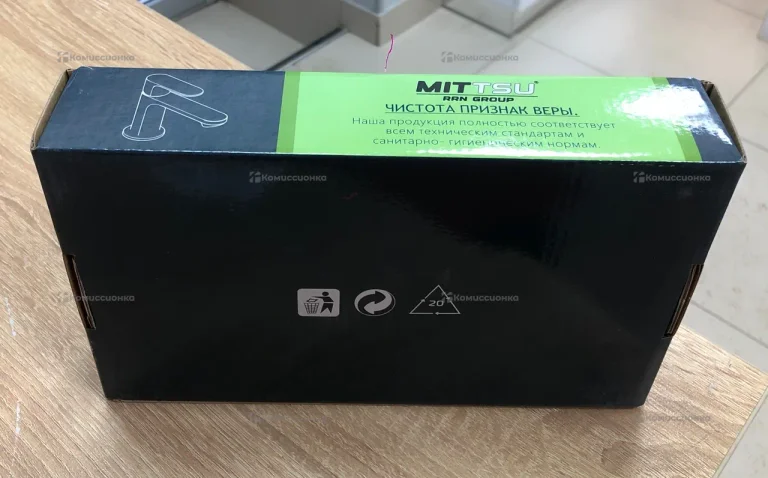 MITTSU
ARN GROUP
ЧИСТОТА ПРИЗНАК ВЕРЫ.
Наша продукция полностью соответствует
всем техническим стандартам и
санитарно- гигиеническим нормам.
20
Комиссионка
Комиссионка
Комиссионка
Комиссионка
Комиссионка
Комиссионка